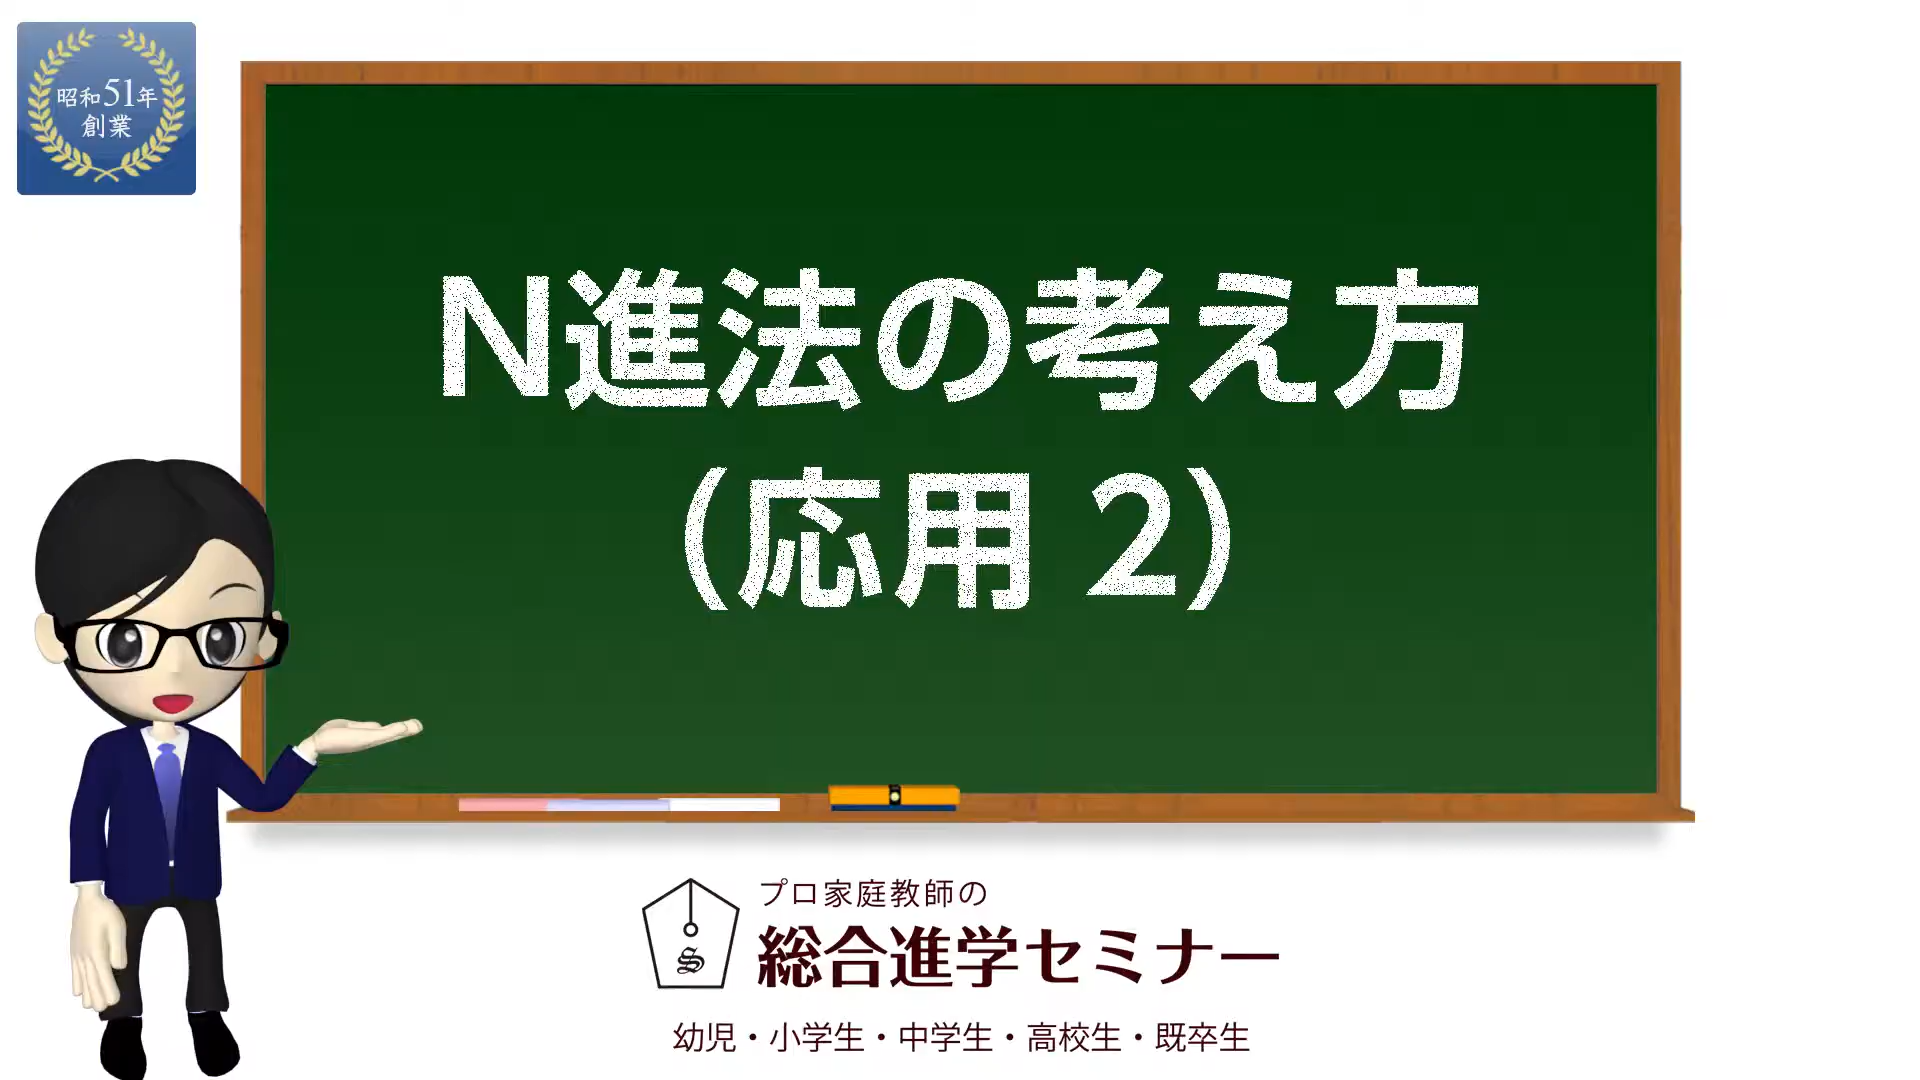 昭和51年
創業
N進法の考え方
（応用 2）
プロ家庭教師の
S
総合進学セミナー
幼児・小学生・中学生・高校生・既卒生